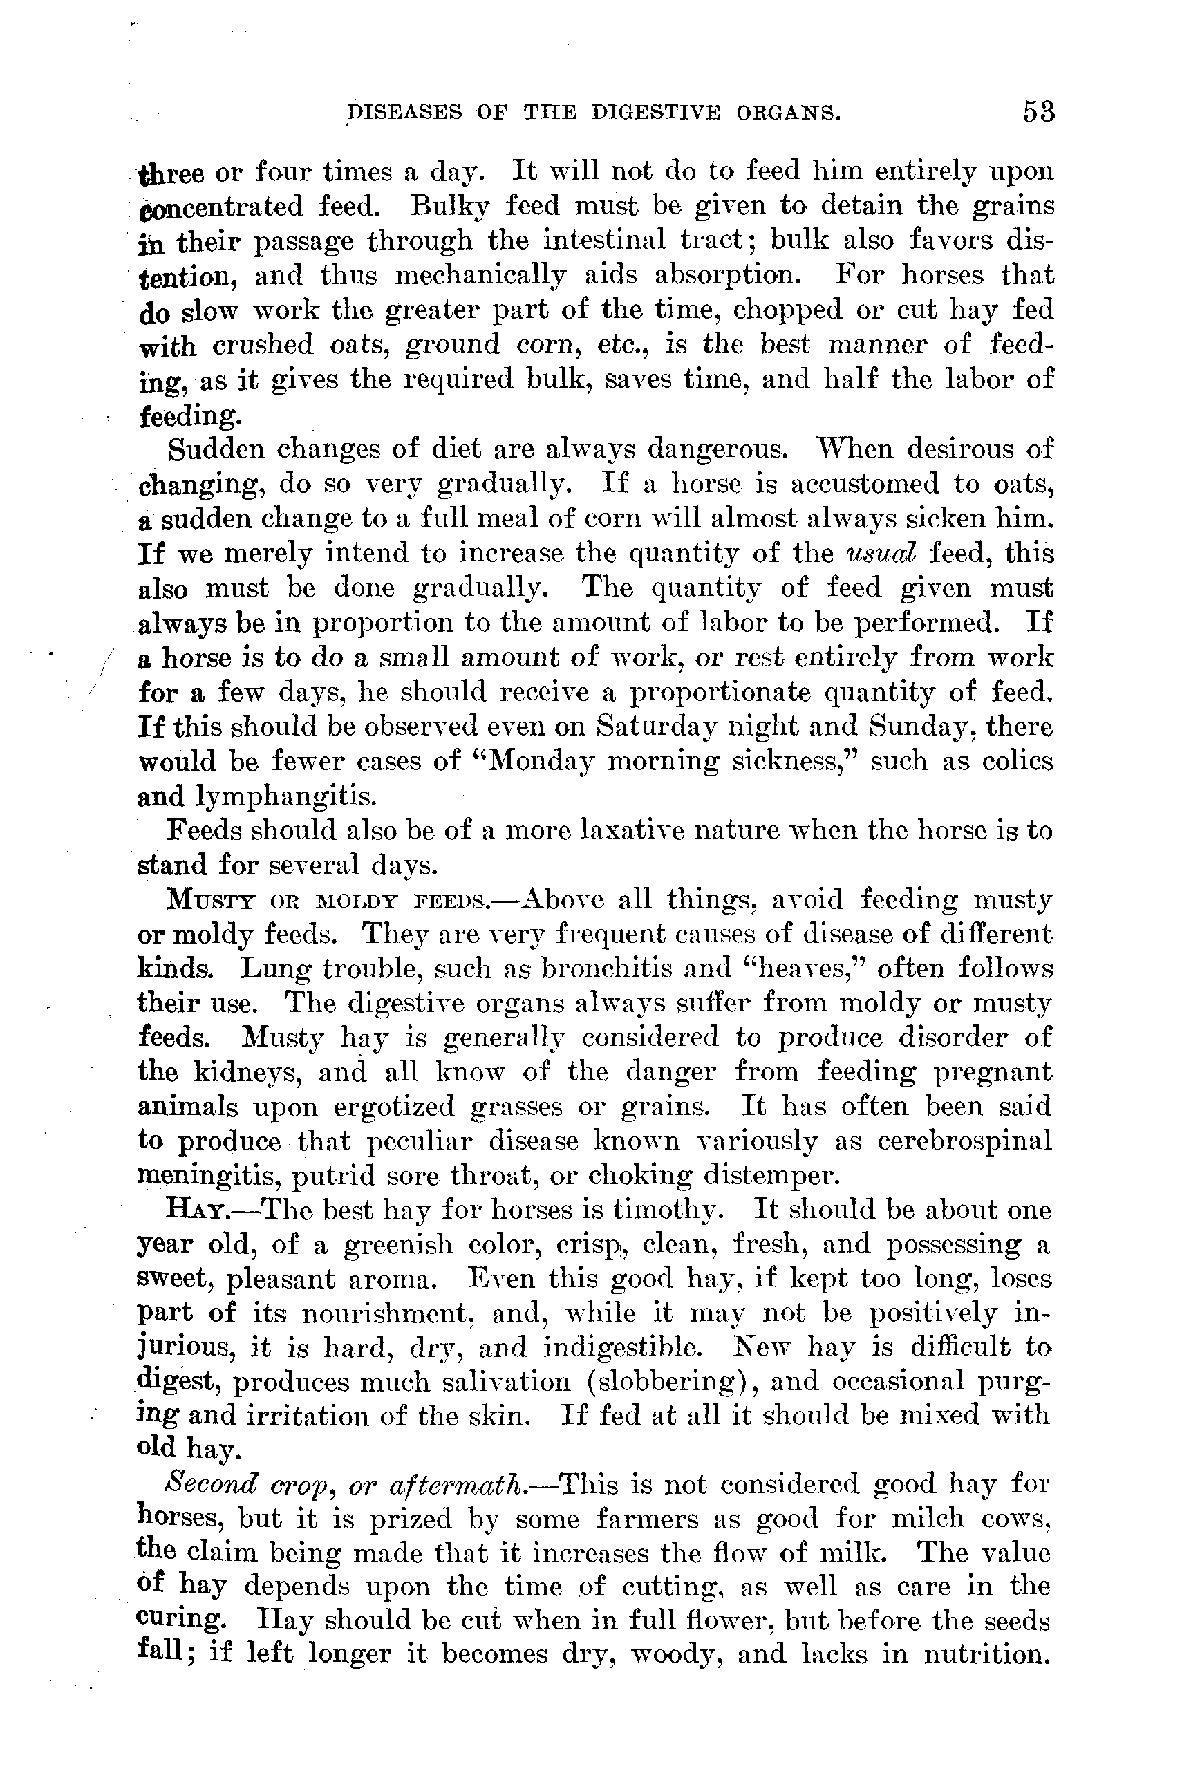 DISEASES OF THE DIGESTIVE ORGANS. 53
three or four times a day. It will not do to feed him entirely upon
concentrated feed. Bulky feed must be given to detain the grains
in their passage through the intestinal tract; bulk also favors dis-
tention, and thus mechanically aids absorption. For horses that
do slow work the greater part of the time, chopped or cut hay fed
with crushed oats, ground corn, etc., is the best manner of feed-
ing, as it gives the required bulk, saves time, and half the labor of
feeding.
Sudden changes of diet are always dangerous. When desirous of
changing, do so very gradually. If a horse is accustomed to oats,
a sudden change to a full meal of corn will almost always sicken him.
If we merely intend to increase the quantity of the usual feed, this
also must be done gradually. The quantity of feed given must
always be in proportion to the amount of labor to be performed. If
a horse is to do a small amount of work, or rest entirely from work
for a few days, he should receive a proportionate quantity of feed.
If this should be observed even on Saturday night and Sunday, there
would be fewer cases of "Monday morning sickness," such as colics
and lymphangitis.
Feeds should also be of a more laxative nature when the horse is to
stand for several days.
MUSTY OR MOLDY FEEDS.—Above all things, avoid feeding musty
or moldy feeds. They are very frequent causes of disease of different
kinds. Lung trouble, such as bronchitis and "heaves," often follows
their use. The digestive organs always suffer from moldy or musty
feeds. Musty hay is generally considered to produce disorder of
the kidneys, and all know of the danger from feeding pregnant
animals upon ergotized grasses or grains. It has often been said
to produce that peculiar disease known variously as cerebrospinal
meningitis, putrid sore throat, or choking distemper.
HAY.—The best hay for horses is timothy. It should be about one
year old, of a greenish color, crisp, clean, fresh, and possessing a
sweet, pleasant aroma. Even this good hay, if kept too long, loses
part of its nourishment, and, while it may not be positively in-
jurious, it is hard, dry, and indigestible. New hay is difficult to
digest, produces much salivation (slobbering), and occasional purg-
ing and irritation of the skin. If fed at all it should be mixed with
old hay.
Second crop, or aftermath.—This is not considered good hay for
horses, but it is prized by some farmers as good for milch cows,
the claim being made that it increases the flow of milk. The value
of hay depends upon the time of cutting, as well as care in the
curing. Hay should be cut when in full flower, but before the seeds
fall; if left longer it becomes dry, woody, and lacks in nutrition.